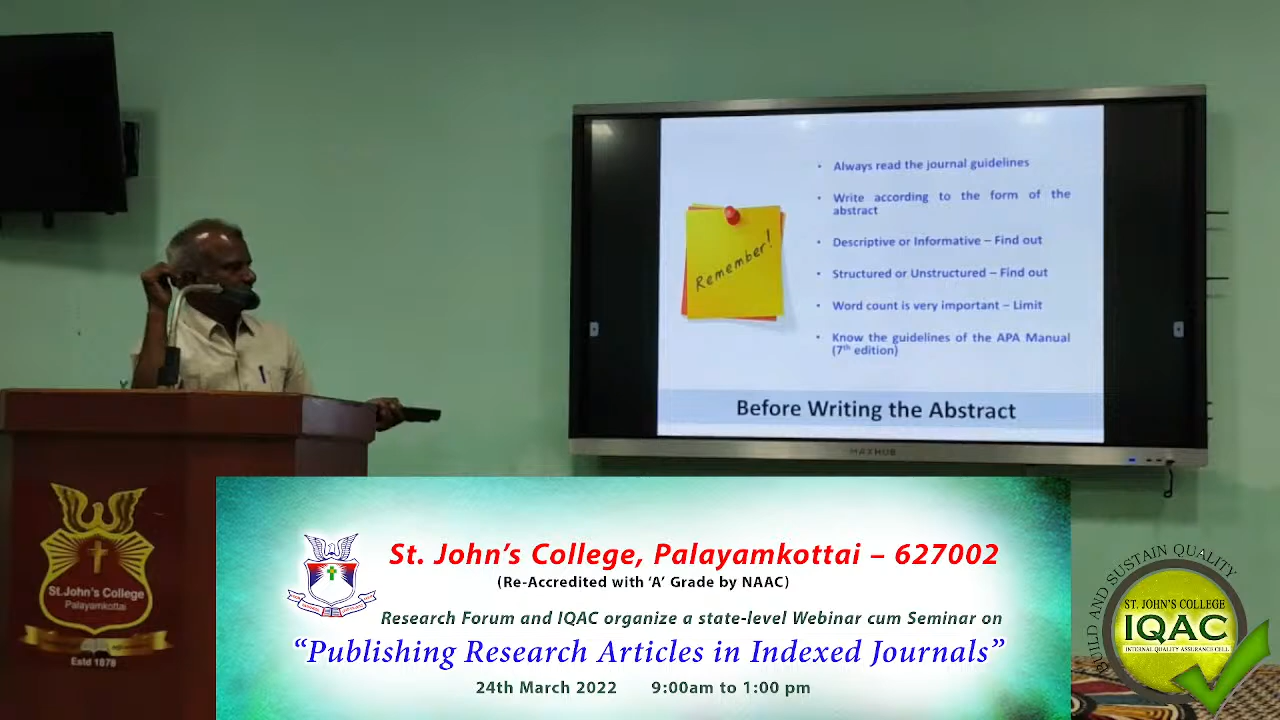 Remember!
• Always read the journal guidelines
• Write according to the form of the
abstract
• Descriptive or Informative – Find out
• Structured or Unstructured – Find out
• Word count is very important – Limit
• Know the guidelines of the APA Manual
(7th edition)
Before Writing the Abstract
MAXHUB
St.John's College
Palayamkottai
Estd 1878
St. John's College, Palayamkottai – 627002
(Re-Accredited with 'A' Grade by NAAC)
Research Forum and IQAC organize a state-level Webinar cum Seminar on
"Publishing Research Articles in Indexed Journals"
24th March 2022 9:00am to 1:00 pm
BUILD AND SUSTAIN QUALITY
ST. JOHN'S COLLEGE
IQAC
INTERNAL QUALITY ASSURANCE CELL